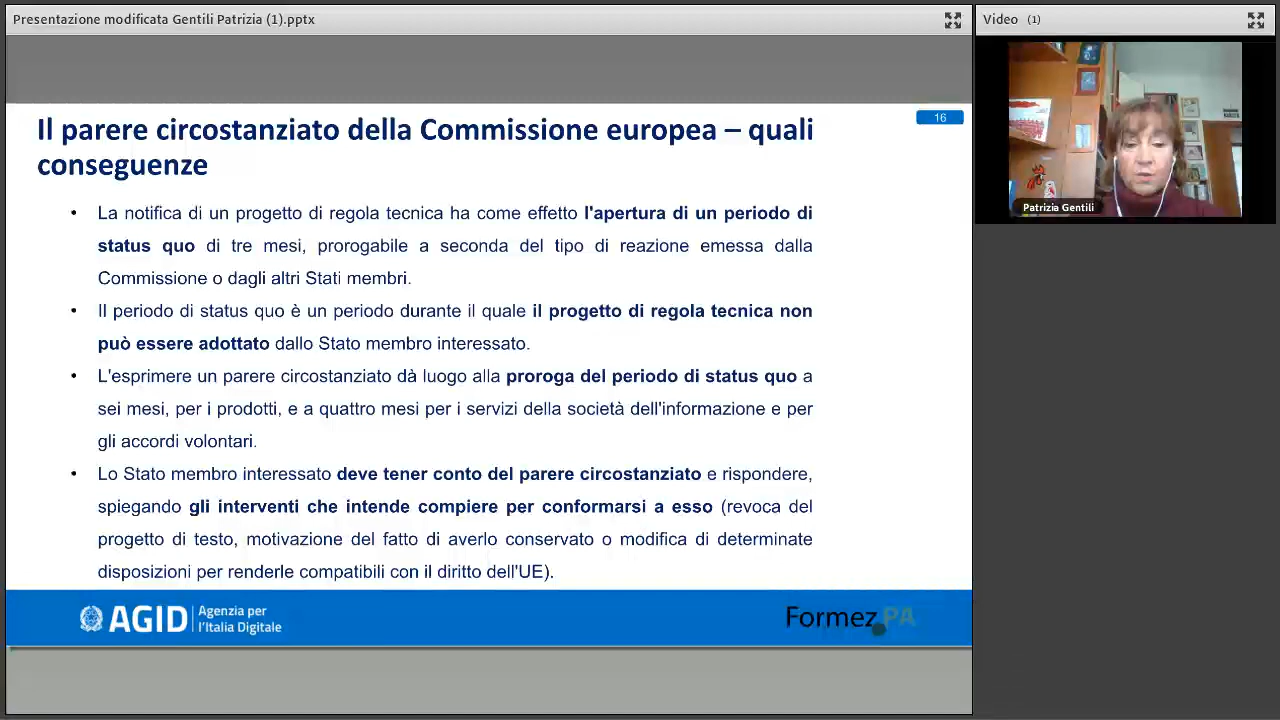 Presentazione modificata Gentili Patrizia (1).pptx
Video (1)
Il parere circostanziato della Commissione europea – quali
conseguenze
16
• La notifica di un progetto di regola tecnica ha come effetto l'apertura di un periodo di
status quo di tre mesi, prorogabile a seconda del tipo di reazione emessa dalla
Commissione o dagli altri Stati membri.
• Il periodo di status quo è un periodo durante il quale il progetto di regola tecnica non
può essere adottato dallo Stato membro interessato.
• L'esprimere un parere circostanziato dà luogo alla proroga del periodo di status quo a
sei mesi, per i prodotti, e a quattro mesi per i servizi della società dell'informazione e per
gli accordi volontari.
• Lo Stato membro interessato deve tener conto del parere circostanziato e rispondere,
spiegando gli interventi che intende compiere per conformarsi a esso (revoca del
progetto di testo, motivazione del fatto di averlo conservato o modifica di determinate
disposizioni per renderle compatibili con il diritto dell'UE).
AGID
Agenzia per
l'Italia Digitale
Formez PA
Patrizia Gentili